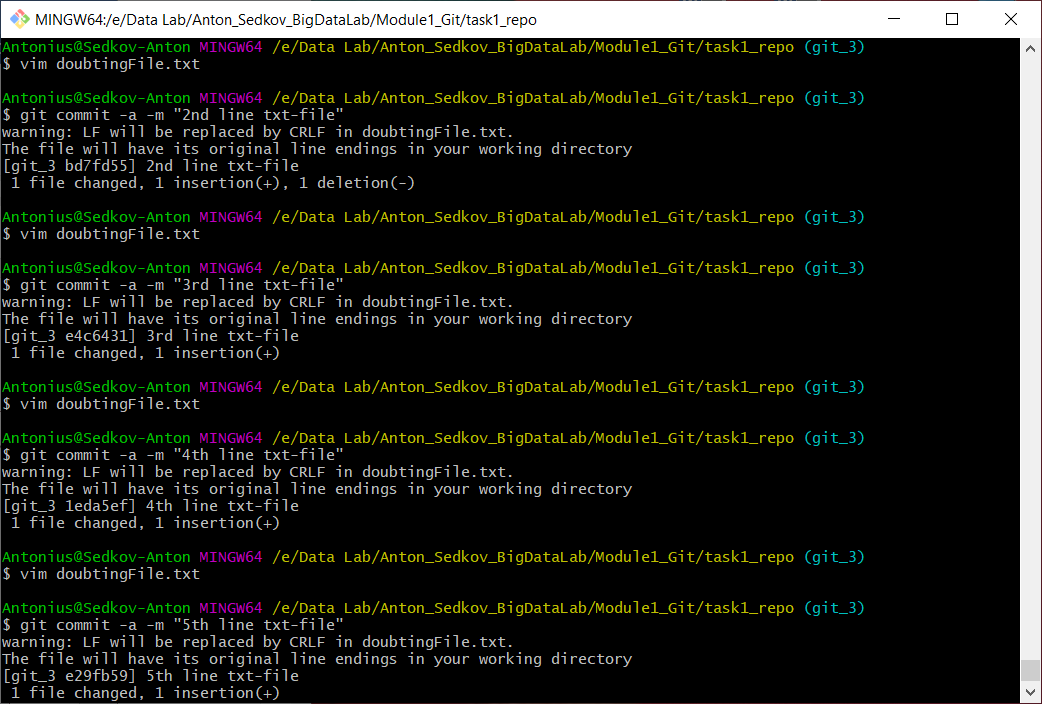 MINGW64:/e/Data Lab/Anton_Sedkov_BigDataLab/Module1_Git/task1_repo
Antonius@Sedkov-Anton MINGW64 /e/Data Lab/Anton_Sedkov_BigDataLab/Module1_Git/task1_repo (git_3)
$ vim doubtingFile.txt
Antonius@Sedkov-Anton MINGW64 /e/Data Lab/Anton_Sedkov_BigDataLab/Module1_Git/task1_repo (git_3)
$ git commit -a -m "2nd line txt-file"
warning: LF will be replaced by CRLF in doubtingFile.txt.
The file will have its original line endings in your working directory
[git_3 bd7fd55] 2nd line txt-file
 1 file changed, 1 insertion(+), 1 deletion(-)
Antonius@Sedkov-Anton MINGW64 /e/Data Lab/Anton_Sedkov_BigDataLab/Module1_Git/task1_repo (git_3)
$ vim doubtingFile.txt
Antonius@Sedkov-Anton MINGW64 /e/Data Lab/Anton_Sedkov_BigDataLab/Module1_Git/task1_repo (git_3)
$ git commit -a -m "3rd line txt-file"
warning: LF will be replaced by CRLF in doubtingFile.txt.
The file will have its original line endings in your working directory
[git_3 e4c6431] 3rd line txt-file
 1 file changed, 1 insertion(+)
Antonius@Sedkov-Anton MINGW64 /e/Data Lab/Anton_Sedkov_BigDataLab/Module1_Git/task1_repo (git_3)
$ vim doubtingFile.txt
Antonius@Sedkov-Anton MINGW64 /e/Data Lab/Anton_Sedkov_BigDataLab/Module1_Git/task1_repo (git_3)
$ git commit -a -m "4th line txt-file"
warning: LF will be replaced by CRLF in doubtingFile.txt.
The file will have its original line endings in your working directory
[git_3 1eda5ef] 4th line txt-file
 1 file changed, 1 insertion(+)
Antonius@Sedkov-Anton MINGW64 /e/Data Lab/Anton_Sedkov_BigDataLab/Module1_Git/task1_repo (git_3)
$ vim doubtingFile.txt
Antonius@Sedkov-Anton MINGW64 /e/Data Lab/Anton_Sedkov_BigDataLab/Module1_Git/task1_repo (git_3)
$ git commit -a -m "5th line txt-file"
warning: LF will be replaced by CRLF in doubtingFile.txt.
The file will have its original line endings in your working directory
[git_3 e29fb59] 5th line txt-file
 1 file changed, 1 insertion(+)